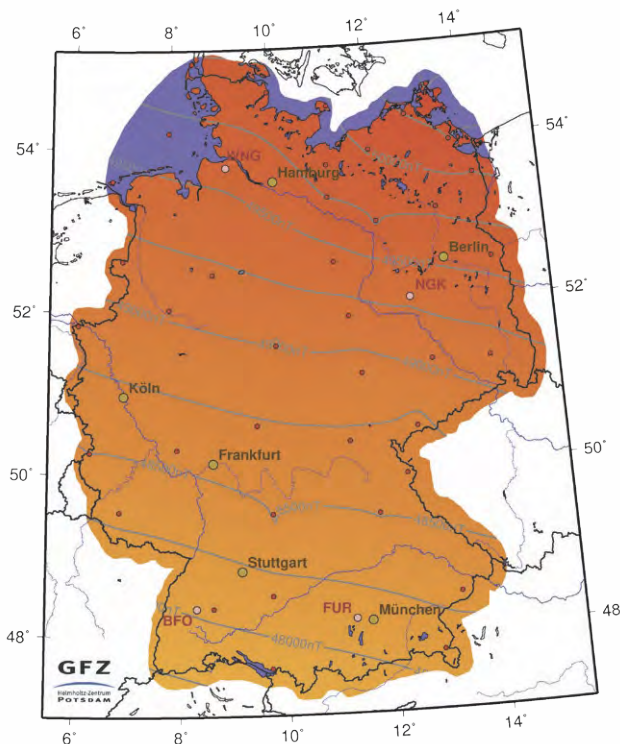 8° 10° 12° 14°
54°
54°
WNG
Hamburg
Berlin
NGK
52°
52°
Köln
Frankfurt
50°
50°
Stuttgart
BFO
FUR
München
48000nT
48°
48°
GFZ
Helmholtz-Zentrum
POTSDAM
6° 8° 10° 12° 14°